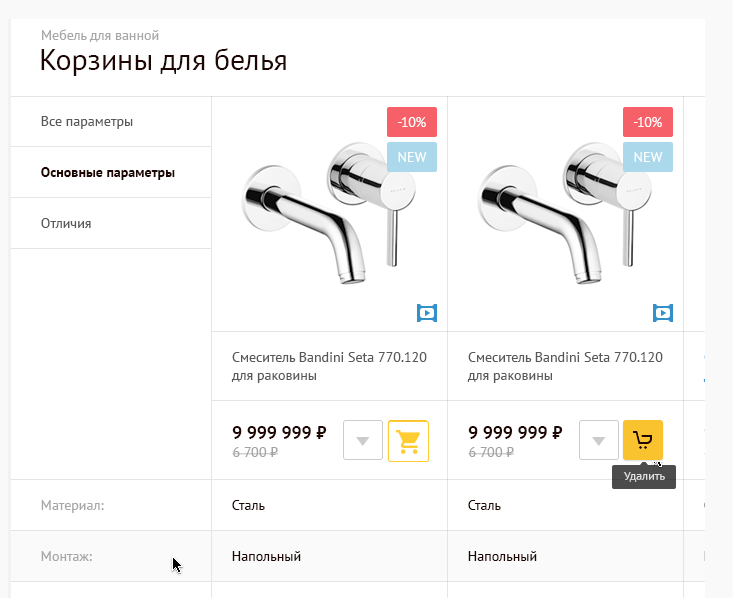 Мебель для ванной
Корзины для белья
Все параметры
Основные параметры
Отличия
-10%
NEW
-10%
NEW
Смеситель Bandini Seta 770.120
для раковины
Смеситель Bandini Seta 770.120
для раковины
9 999 999 ₽
6 700 ₽
9 999 999 ₽
6 700 ₽
Удалить
Материал:
Сталь
Сталь
Монтаж:
Напольный
Напольный